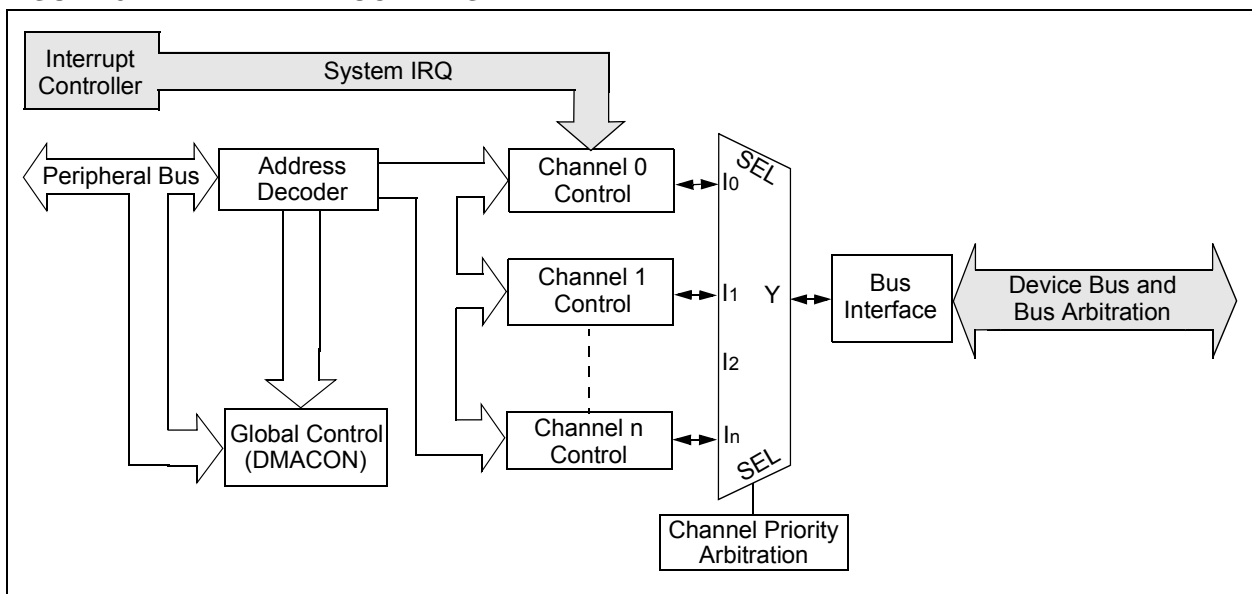 Interrupt
Controller
System IRQ
Peripheral Bus
Address
Decoder
Channel 0
Control
I0
SEL
Channel 1
Control
I1
Y
Bus
Interface
Device Bus and
Bus Arbitration
I2
Global Control
(DMACON)
Channel n
Control
In
SEL
Channel Priority
Arbitration